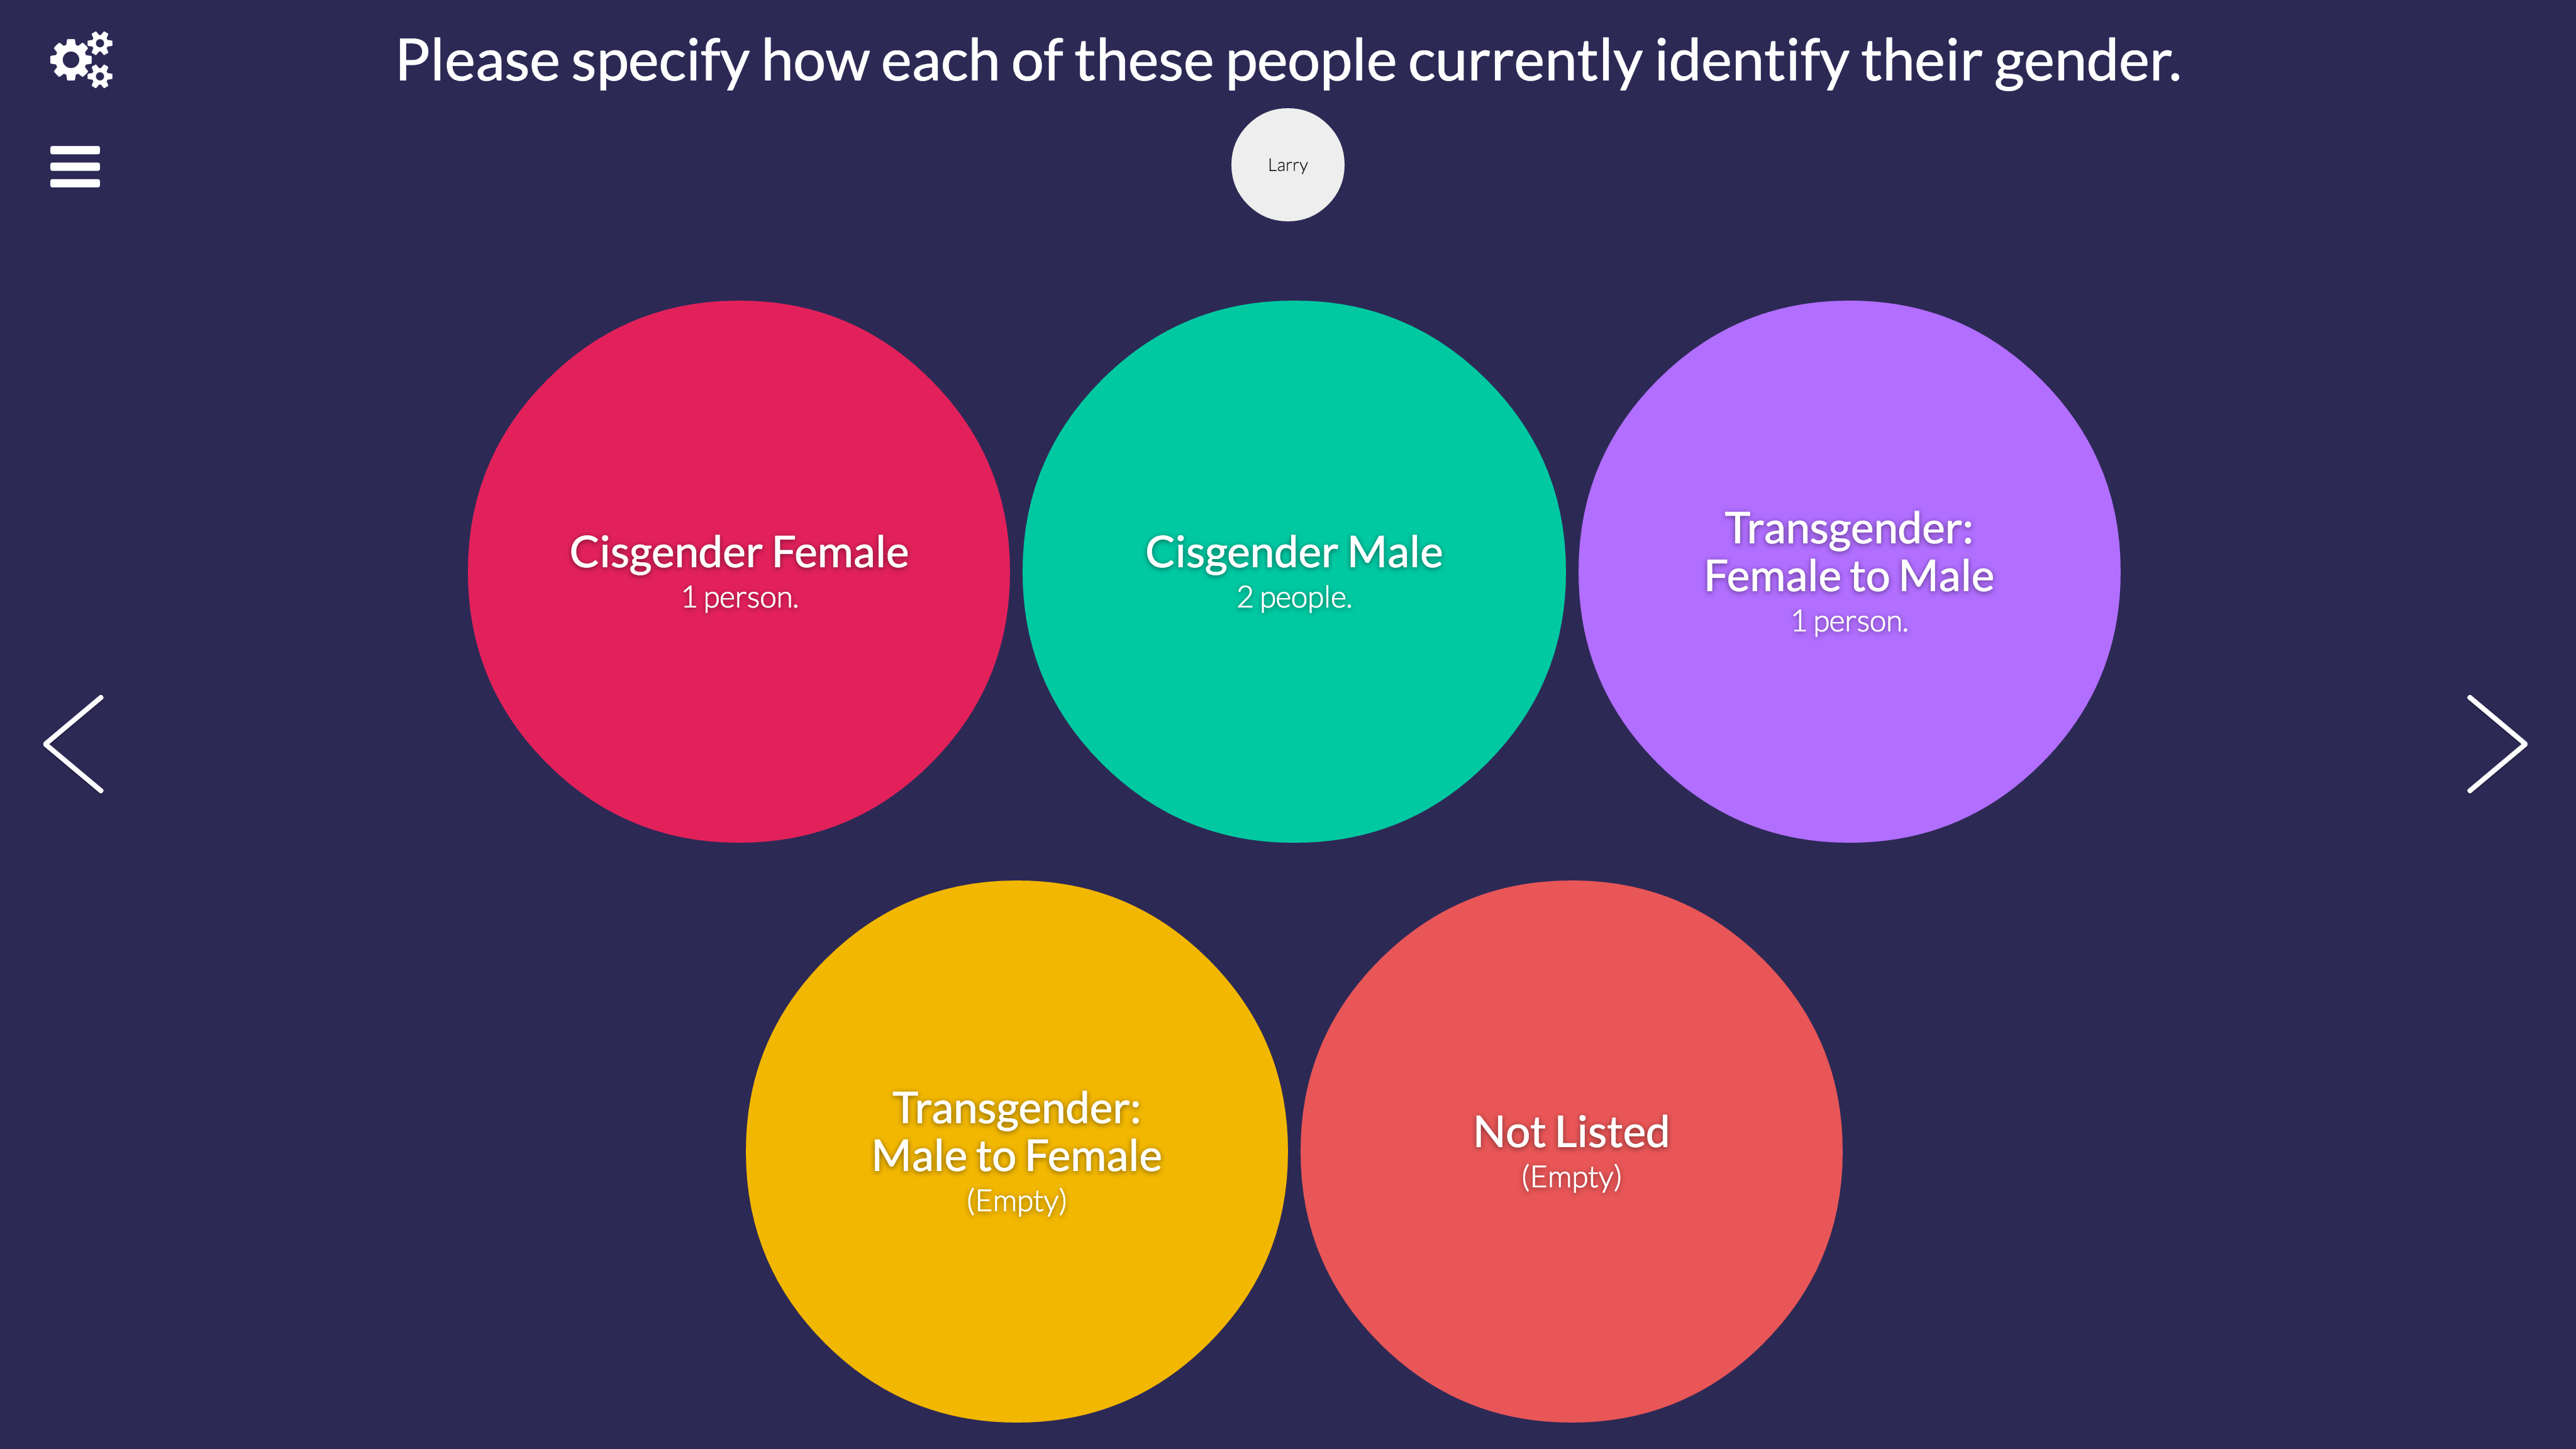 Please specify how each of these people currently identify their gender.
Larry
Cisgender Female
1 person.
Cisgender Male
2 people.
Transgender:
Female to Male
1 person.
Transgender:
Male to Female
(Empty)
Not Listed
(Empty)